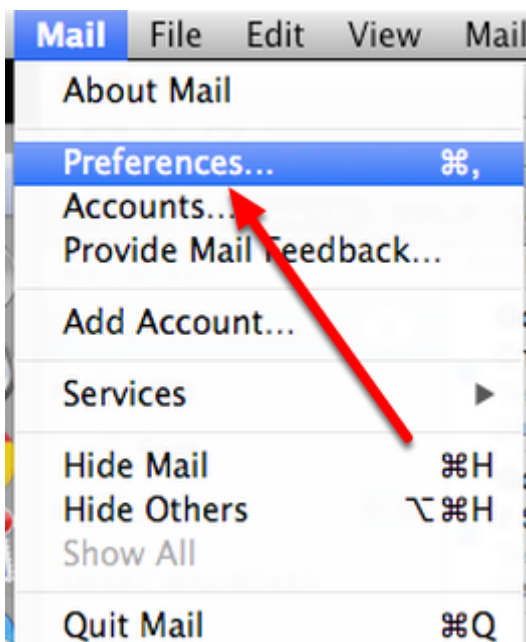 Mail File Edit View Mail
About Mail
Preferences... ⌘,
Accounts...
Provide Mail Feedback...
Add Account...
Services ▶
Hide Mail ⌘H
Hide Others ⌥⌘H
Show All
Quit Mail ⌘Q